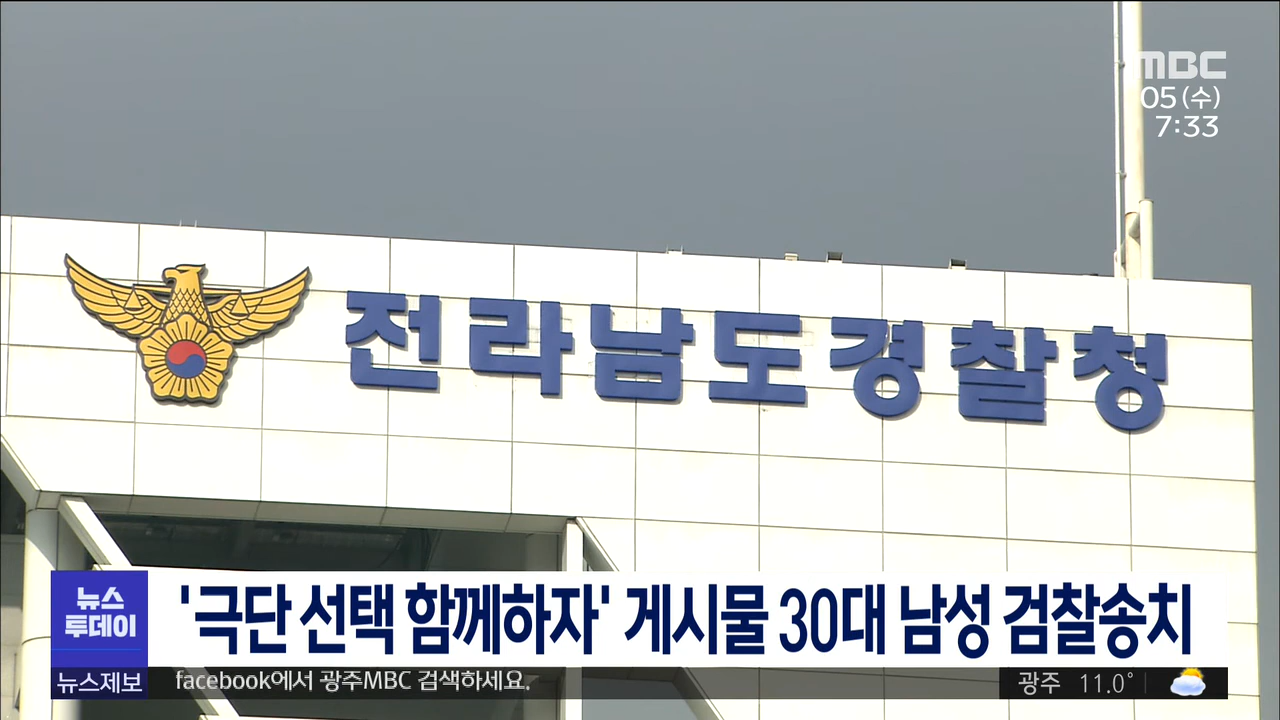 MBC
05(수)
7:33
전라남도경찰청
뉴스
투데이
'극단 선택 함께하자' 게시물 30대 남성 검찰송치
뉴스제보
facebook에서 광주MBC 검색하세요.
광주 11.0°